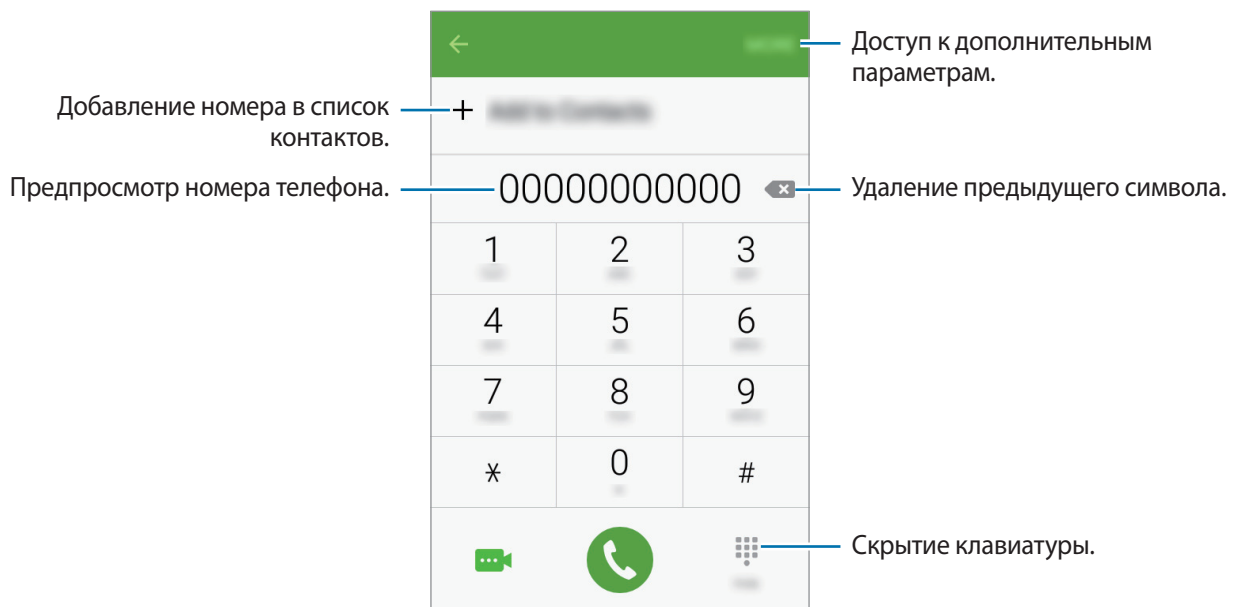 Доступ к дополнительным
параметрам.
Добавление номера в список
контактов.
Предпросмотр номера телефона.
00000000000
Удаление предыдущего символа.
1 2 3
4 5 6
7 8 9
* 0 #
Скрытие клавиатуры.